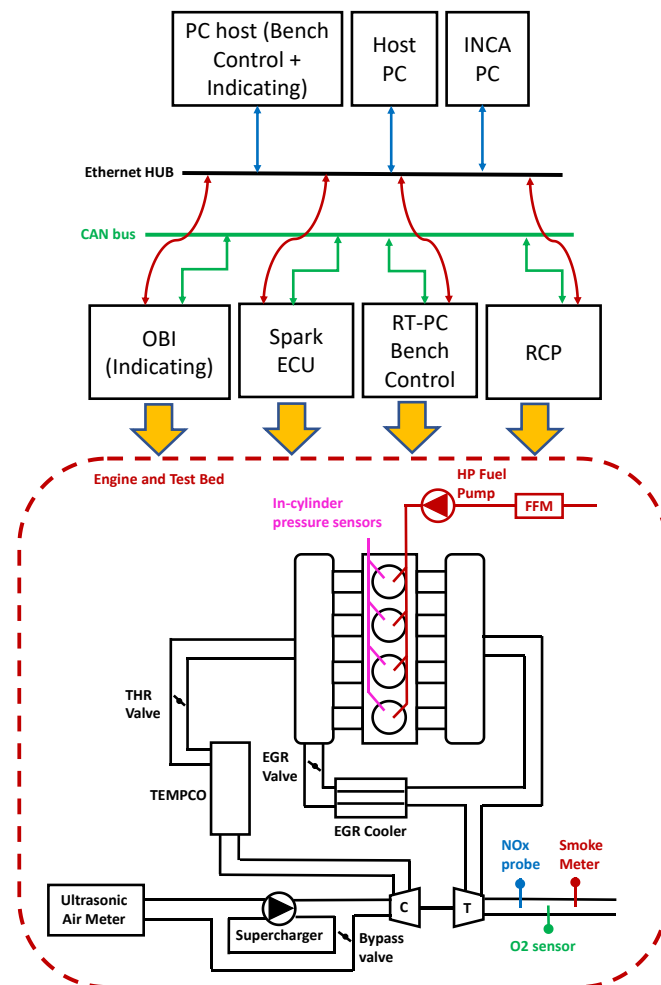 PC host (Bench
Control +
Indicating)
Host
PC
INCA
PC
Ethernet HUB
CAN bus
OBI
(Indicating)
Spark
ECU
RT-PC
Bench
Control
RCP
Engine and Test Bed
HP Fuel
Pump
FFM
In-cylinder
pressure sensors
THR
Valve
EGR
Valve
TEMPCO
EGR Cooler
NOx
probe
Smoke
Meter
Ultrasonic
Air Meter
C
T
Supercharger
Bypass
valve
O2 sensor